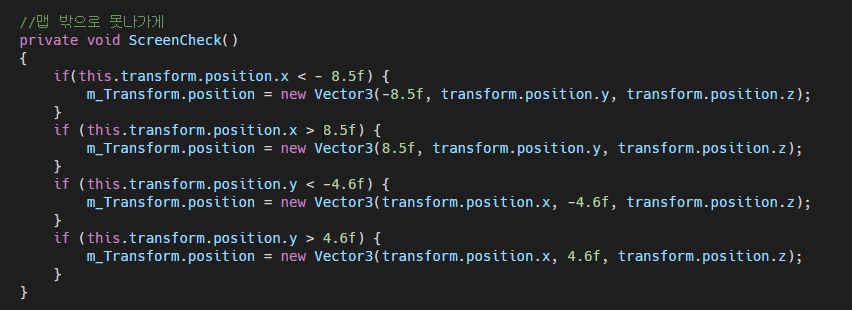 //맵 밖으로 못나가게
private void ScreenCheck()
{
    if(this.transform.position.x < - 8.5f) {
        m_Transform.position = new Vector3(-8.5f, transform.position.y, transform.position.z);
    }
    if (this.transform.position.x > 8.5f) {
        m_Transform.position = new Vector3(8.5f, transform.position.y, transform.position.z);
    }
    if (this.transform.position.y < -4.6f) {
        m_Transform.position = new Vector3(transform.position.x, -4.6f, transform.position.z);
    }
    if (this.transform.position.y > 4.6f) {
        m_Transform.position = new Vector3(transform.position.x, 4.6f, transform.position.z);
    }
}